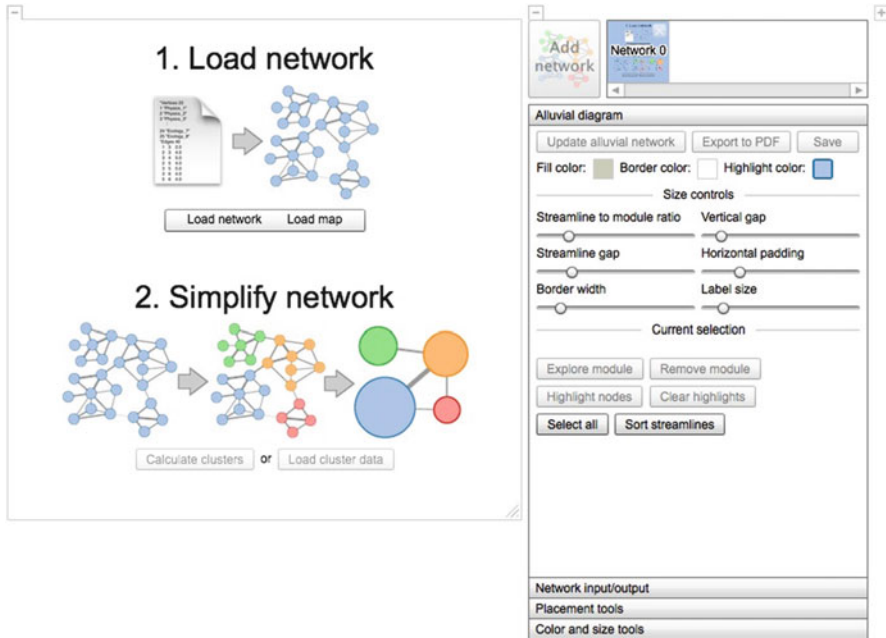 1. Load network
Load network Load map
2. Simplify network
Calculate clusters or Load cluster data
Add network
Network 0
Alluvial diagram
Update alluvial network Export to PDF Save
Fill color: Border color: Highlight color:
Size controls
Streamline to module ratio Vertical gap
Streamline gap Horizontal padding
Border width Label size
Current selection
Explore module Remove module
Highlight nodes Clear highlights
Select all Sort streamlines
Network input/output
Placement tools
Color and size tools